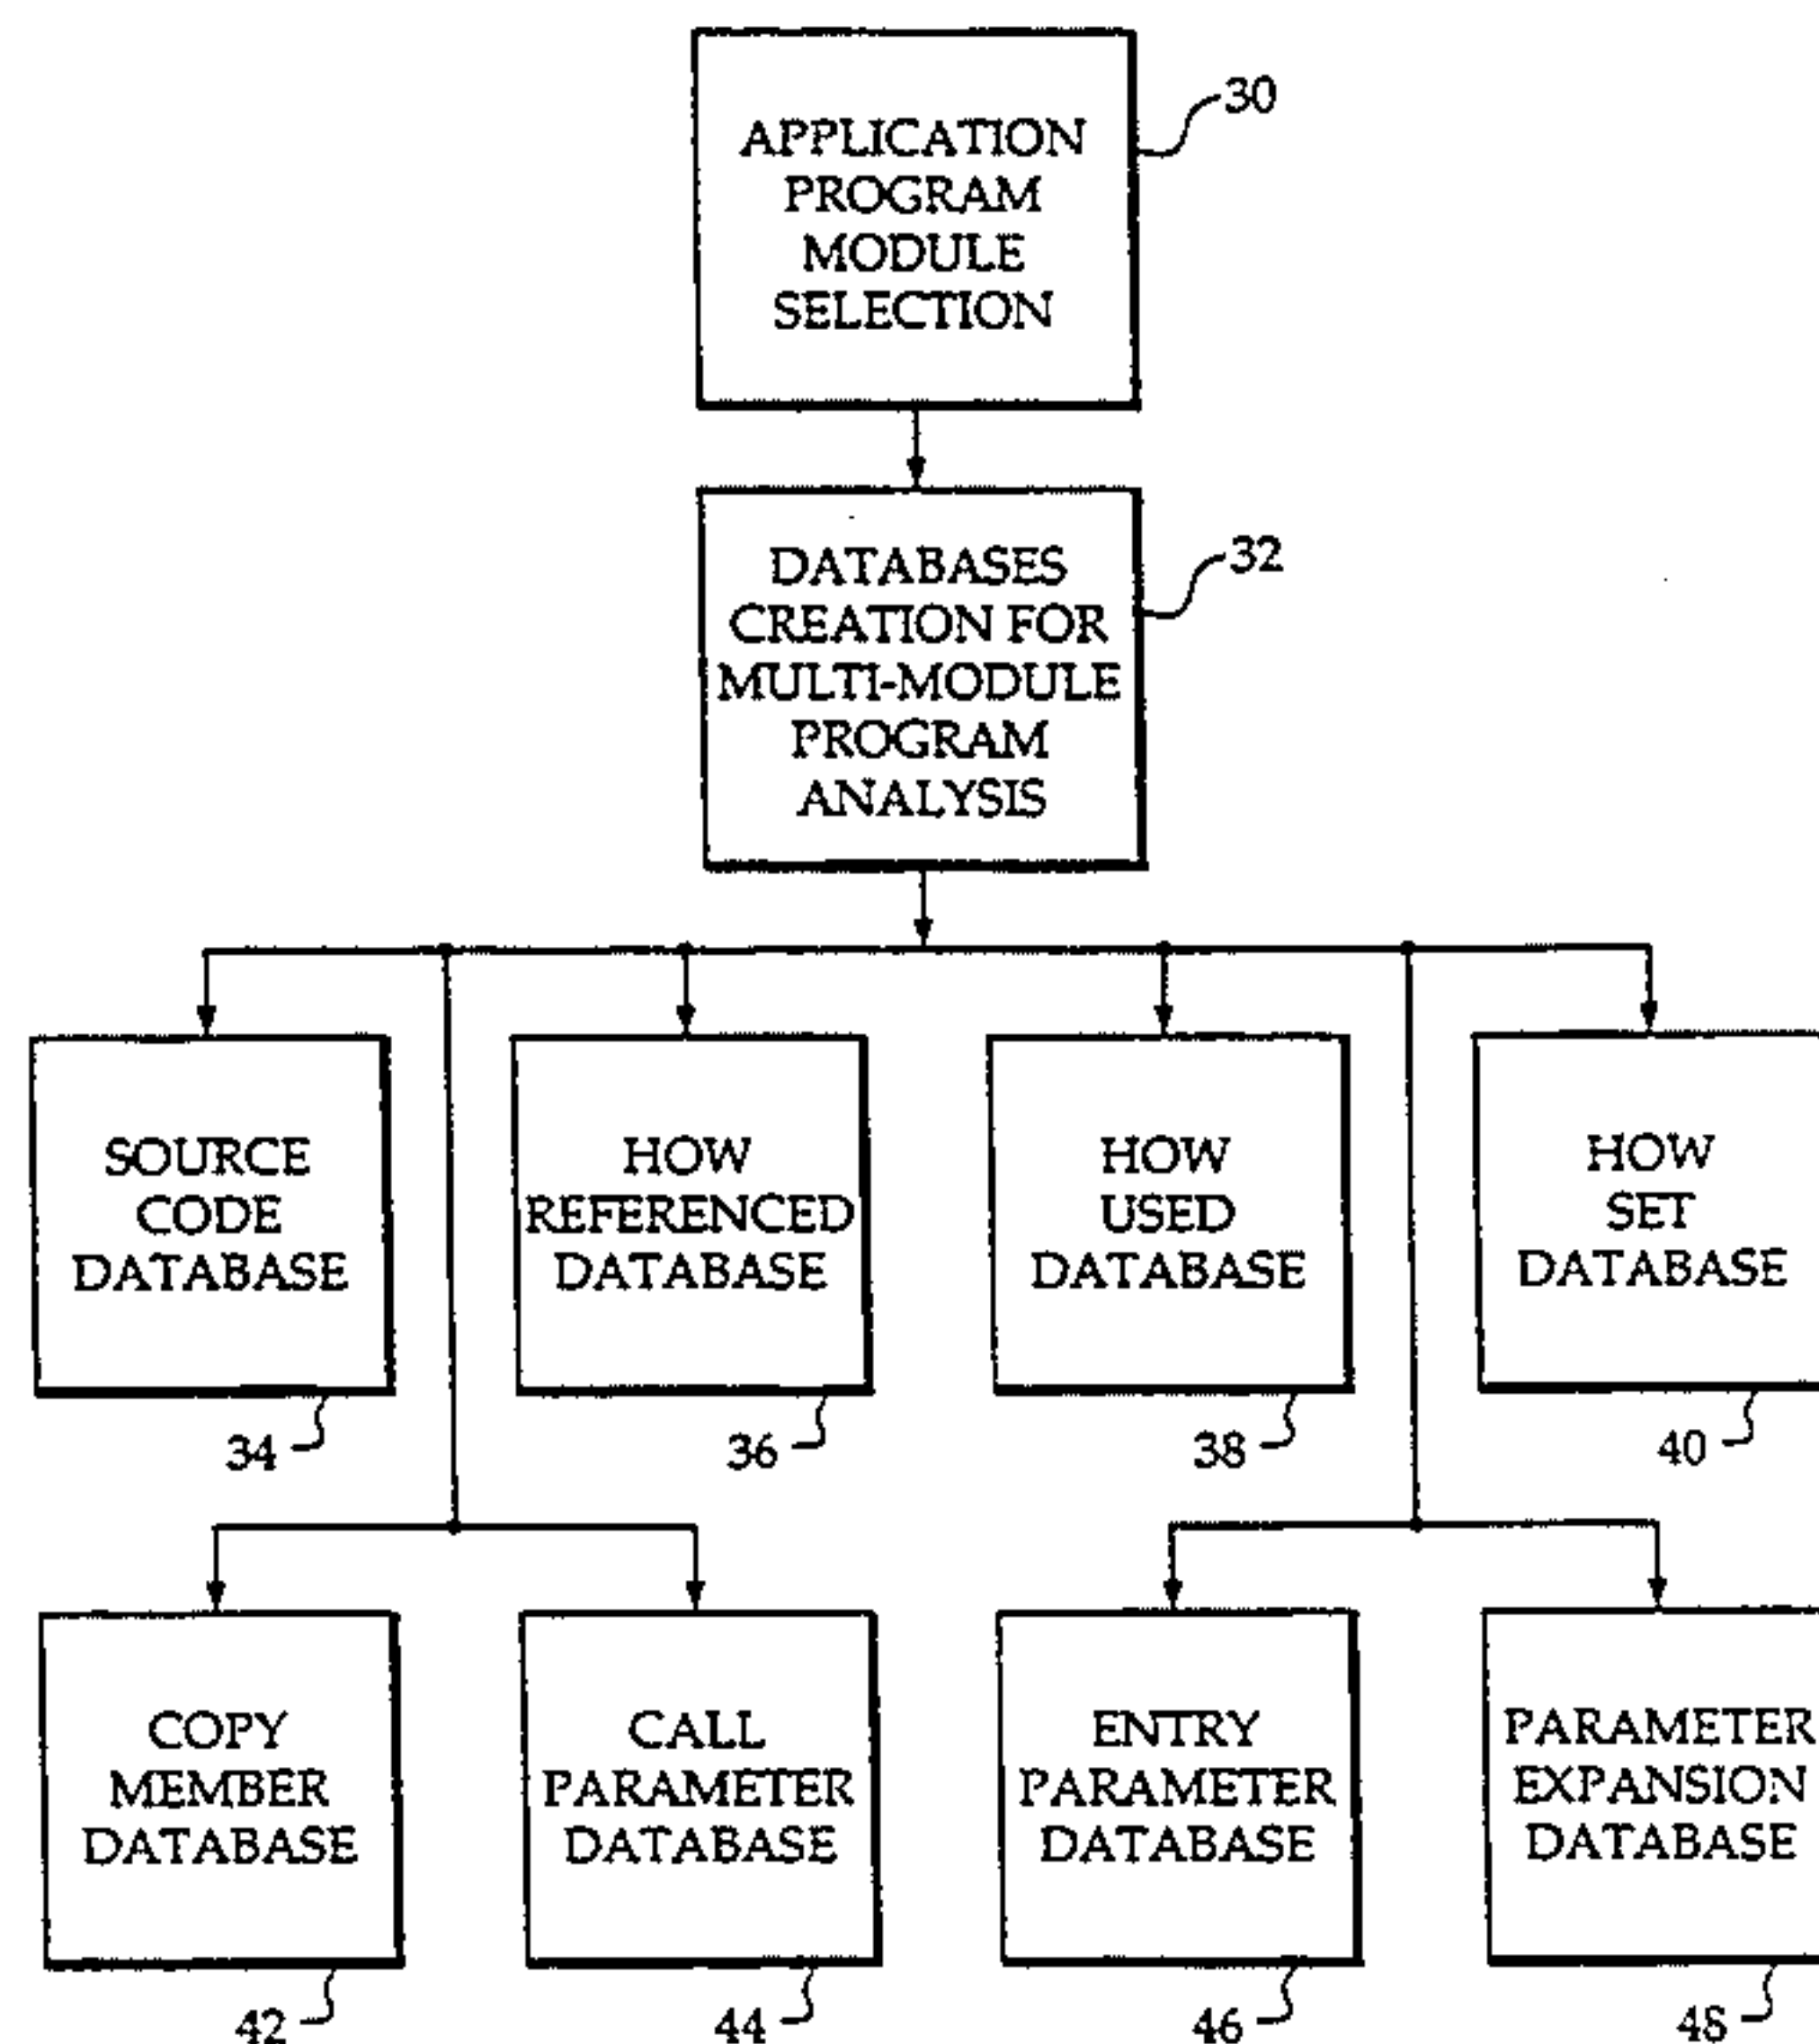 30
APPLICATION
PROGRAM
MODULE
SELECTION
32
DATABASES
CREATION FOR
MULTI-MODULE
PROGRAM
ANALYSIS
SOURCE
CODE
DATABASE
34
HOW
REFERENCED
DATABASE
36
HOW
USED
DATABASE
38
HOW
SET
DATABASE
40
COPY
MEMBER
DATABASE
42
CALL
PARAMETER
DATABASE
44
ENTRY
PARAMETER
DATABASE
46
PARAMETER
EXPANSION
DATABASE
48